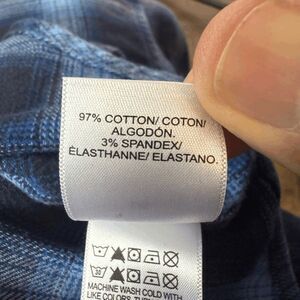 97% COTTON/ COTON/
ALGODÓN.
3% SPANDEX/
ÉLASTHANNE/ ELASTANO.
MACHINE WASH COLD WITH
LIKE COLORS,